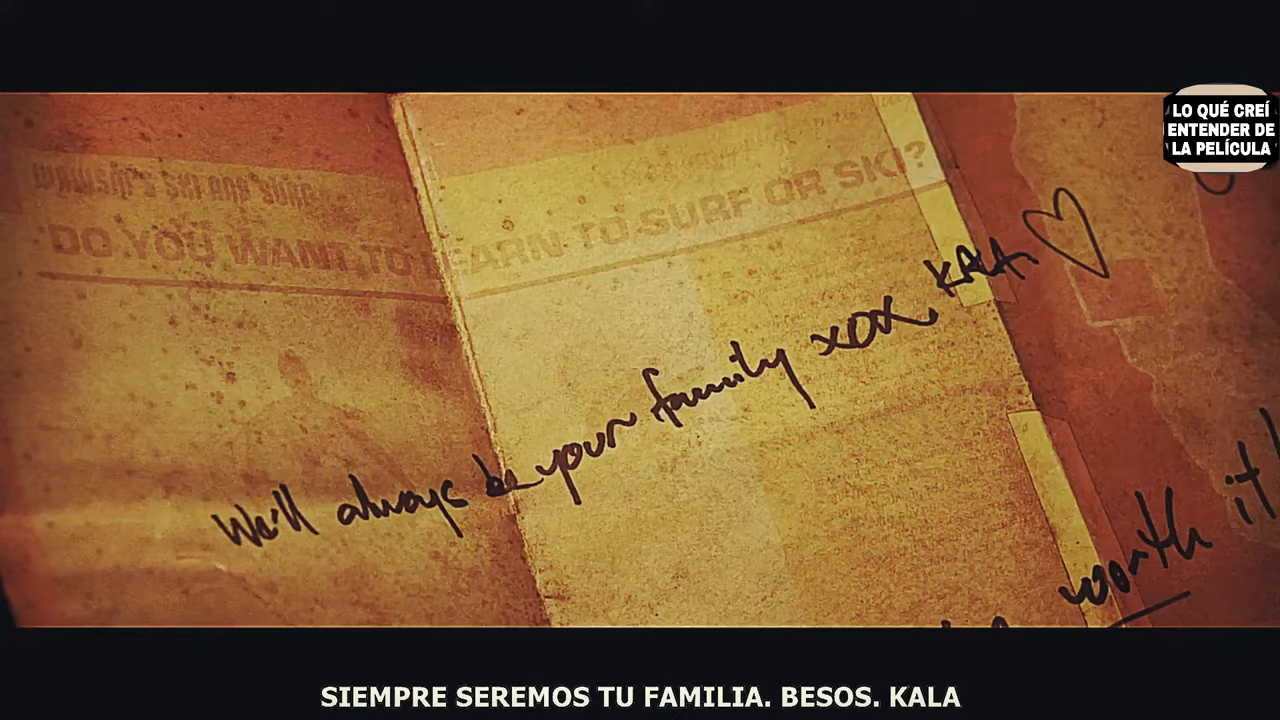 LO QUÉ CREÍ
ENTENDER DE
LA PELÍCULA
DO YOU WANT TO LEARN TO SURF OR SKI?
We'll always be your family xox, KALA ♡
worth it!
SIEMPRE SEREMOS TU FAMILIA. BESOS. KALA